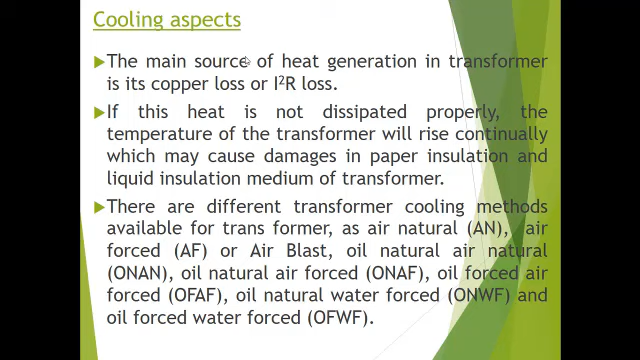 Cooling aspects
The main source of heat generation in transformer
is its copper loss or I²R loss.
If this heat is not dissipated properly, the
temperature of the transformer will rise continually
which may cause damages in paper insulation and
liquid insulation medium of transformer.
There are different transformer cooling methods
available for trans former, as air natural (AN), air
forced (AF) or Air Blast, oil natural air natural
(ONAN), oil natural air forced (ONAF), oil forced air
forced (OFAF), oil natural water forced (ONWF) and
oil forced water forced (OFWF).